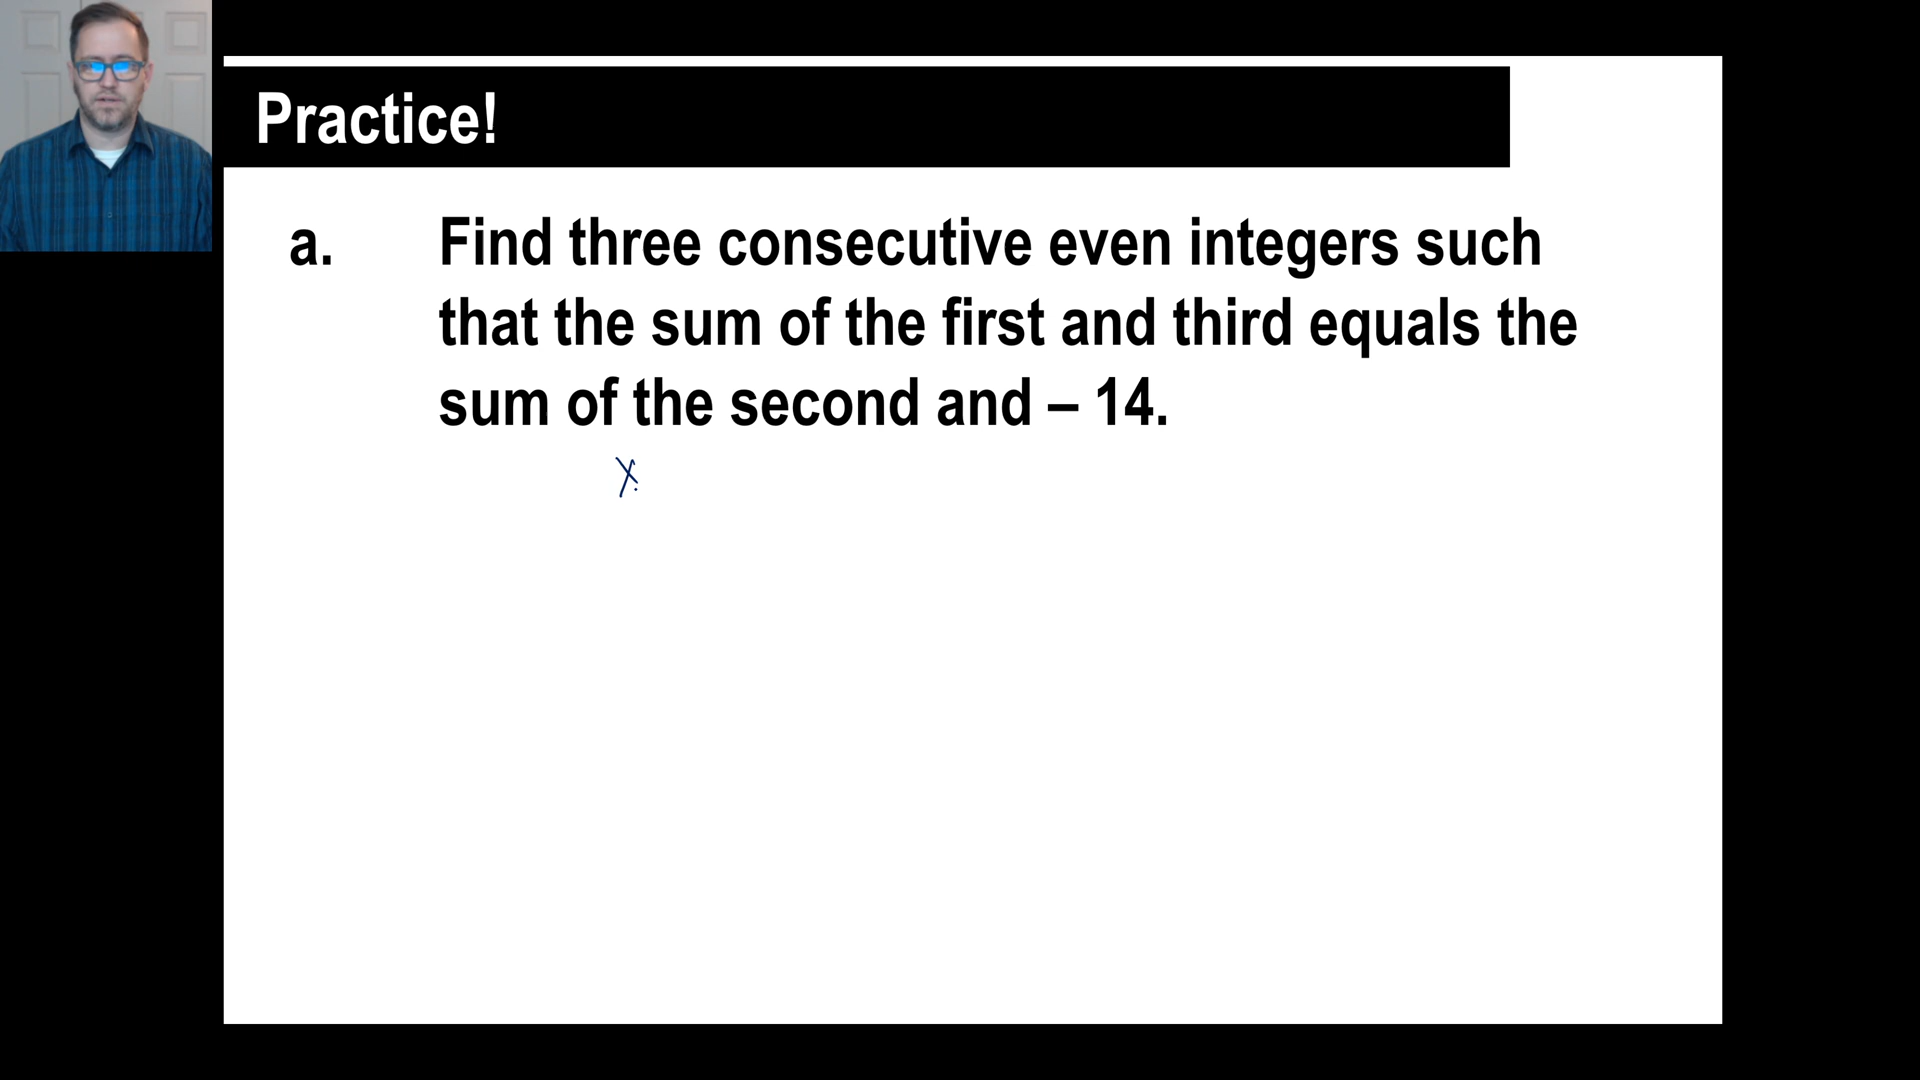 Practice!
a. Find three consecutive even integers such
that the sum of the first and third equals the
sum of the second and – 14.
x